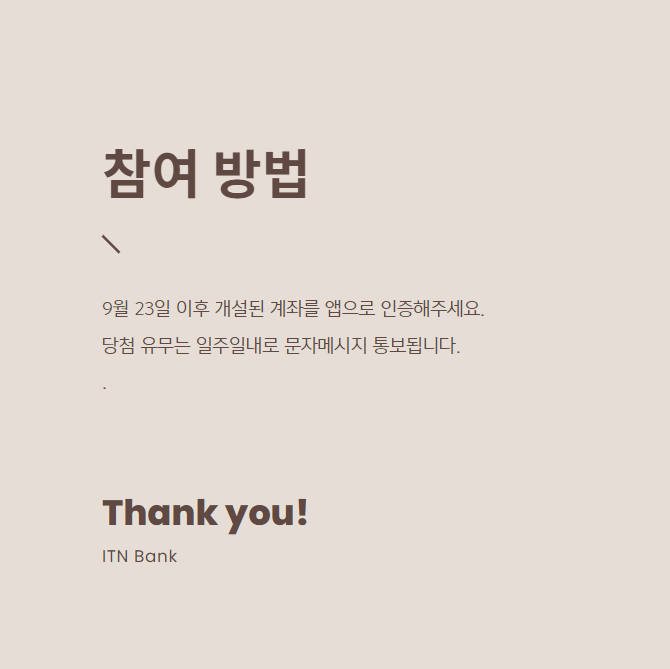 참여 방법
\
9월 23일 이후 개설된 계좌를 앱으로 인증해주세요.
당첨 유무는 일주일내로 문자메시지 통보됩니다.
.
Thank you!
ITN Bank